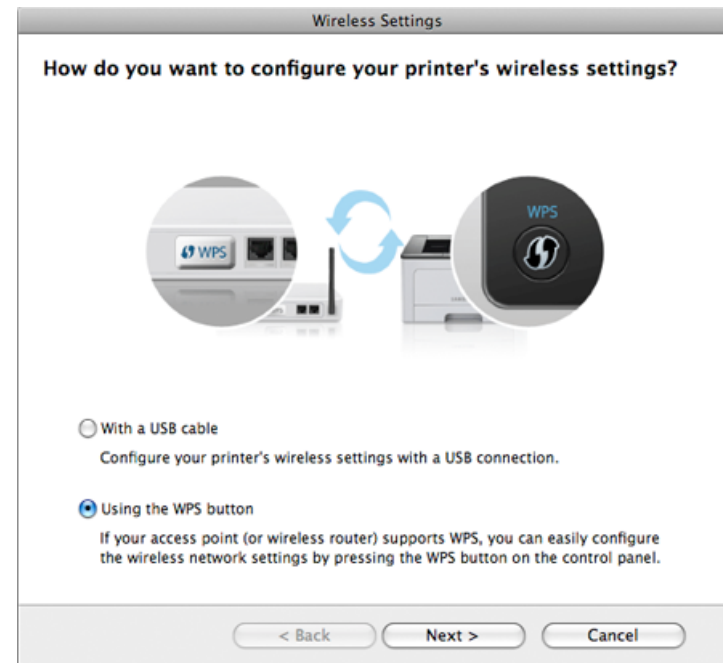 Wireless Settings
How do you want to configure your printer's wireless settings?
WPS
WPS
With a USB cable
Configure your printer's wireless settings with a USB connection.
Using the WPS button
If your access point (or wireless router) supports WPS, you can easily configure
the wireless network settings by pressing the WPS button on the control panel.
< Back
Next >
Cancel